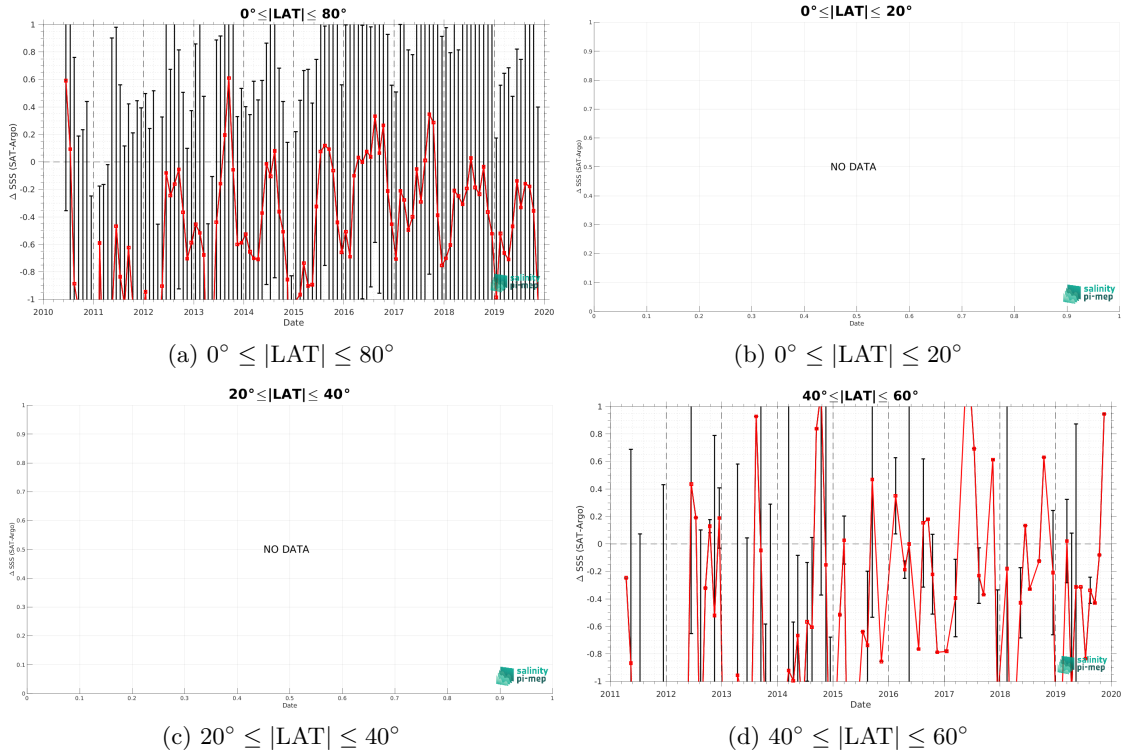 0°≤|LAT|≤ 80°
1
0.8
0.6
0.4
0.2
0
-0.2
-0.4
-0.6
-0.8
-1
Δ SSS (SAT-Argo)
2010 2011 2012 2013 2014 2015 2016 2017 2018 2019 2020
Date
salinity
pi-mep
(a) 0° ≤ |LAT| ≤ 80°
0°≤|LAT|≤ 20°
1
0.9
0.8
0.7
0.6
0.5
0.4
0.3
0.2
0.1
0
Δ SSS (SAT-Argo)
NO DATA
0 0.1 0.2 0.3 0.4 0.5 0.6 0.7 0.8 0.9 1
Date
salinity
pi-mep
(b) 0° ≤ |LAT| ≤ 20°
20°≤|LAT|≤ 40°
1
0.9
0.8
0.7
0.6
0.5
0.4
0.3
0.2
0.1
0
Δ SSS (SAT-Argo)
NO DATA
0 0.1 0.2 0.3 0.4 0.5 0.6 0.7 0.8 0.9 1
Date
salinity
pi-mep
(c) 20° ≤ |LAT| ≤ 40°
40°≤|LAT|≤ 60°
1
0.8
0.6
0.4
0.2
0
-0.2
-0.4
-0.6
-0.8
-1
Δ SSS (SAT-Argo)
2011 2012 2013 2014 2015 2016 2017 2018 2019 2020
Date
salinity
pi-mep
(d) 40° ≤ |LAT| ≤ 60°